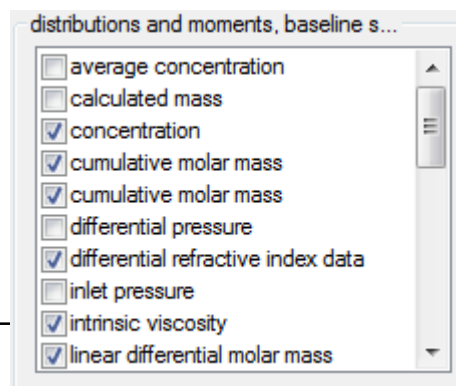 distributions and moments, baseline s...
average concentration
calculated mass
concentration
cumulative molar mass
cumulative molar mass
differential pressure
differential refractive index data
inlet pressure
intrinsic viscosity
linear differential molar mass